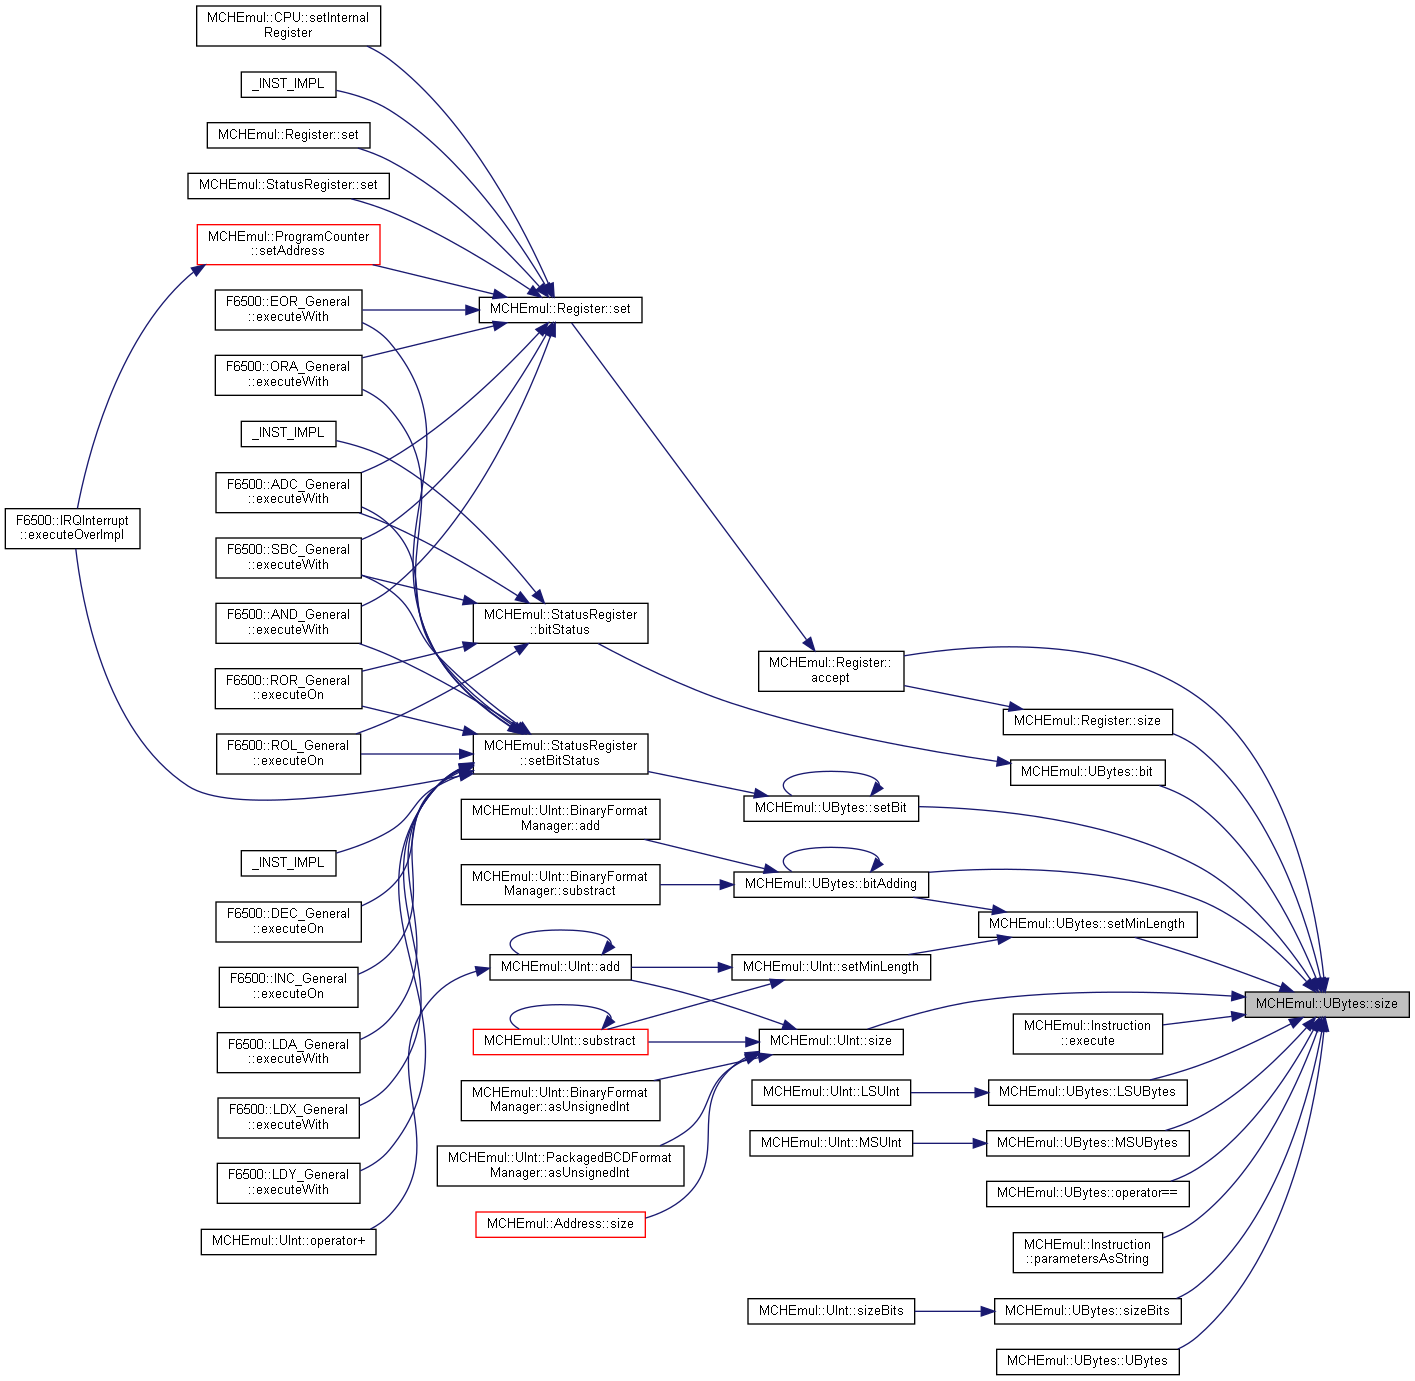 MCHEmul::CPU::setInternal
Register
_INST_IMPL
MCHEmul::Register::set
MCHEmul::StatusRegister::set
MCHEmul::ProgramCounter
::setAddress
F6500::EOR_General
::executeWith
F6500::ORA_General
::executeWith
_INST_IMPL
F6500::ADC_General
::executeWith
F6500::IRQInterrupt
::executeOverImpl
F6500::SBC_General
::executeWith
F6500::AND_General
::executeWith
F6500::ROR_General
::executeOn
F6500::ROL_General
::executeOn
_INST_IMPL
F6500::DEC_General
::executeOn
F6500::INC_General
::executeOn
F6500::LDA_General
::executeWith
F6500::LDX_General
::executeWith
F6500::LDY_General
::executeWith
MCHEmul::UInt::operator+
MCHEmul::Register::set
MCHEmul::StatusRegister
::bitStatus
MCHEmul::StatusRegister
::setBitStatus
MCHEmul::UInt::BinaryFormat
Manager::add
MCHEmul::UInt::BinaryFormat
Manager::substract
MCHEmul::UInt::add
MCHEmul::UInt::substract
MCHEmul::UInt::BinaryFormat
Manager::asUnsignedInt
MCHEmul::UInt::PackagedBCDFormat
Manager::asUnsignedInt
MCHEmul::Address::size
MCHEmul::Register::
accept
MCHEmul::UBytes::setBit
MCHEmul::UBytes::bitAdding
MCHEmul::UInt::setMinLength
MCHEmul::UInt::size
MCHEmul::UInt::LSUInt
MCHEmul::UInt::MSUInt
MCHEmul::UInt::sizeBits
MCHEmul::Register::size
MCHEmul::UBytes::bit
MCHEmul::UBytes::setMinLength
MCHEmul::Instruction
::execute
MCHEmul::UBytes::LSUBytes
MCHEmul::UBytes::MSUBytes
MCHEmul::UBytes::operator==
MCHEmul::Instruction
::parametersAsString
MCHEmul::UBytes::sizeBits
MCHEmul::UBytes::UBytes
MCHEmul::UBytes::size